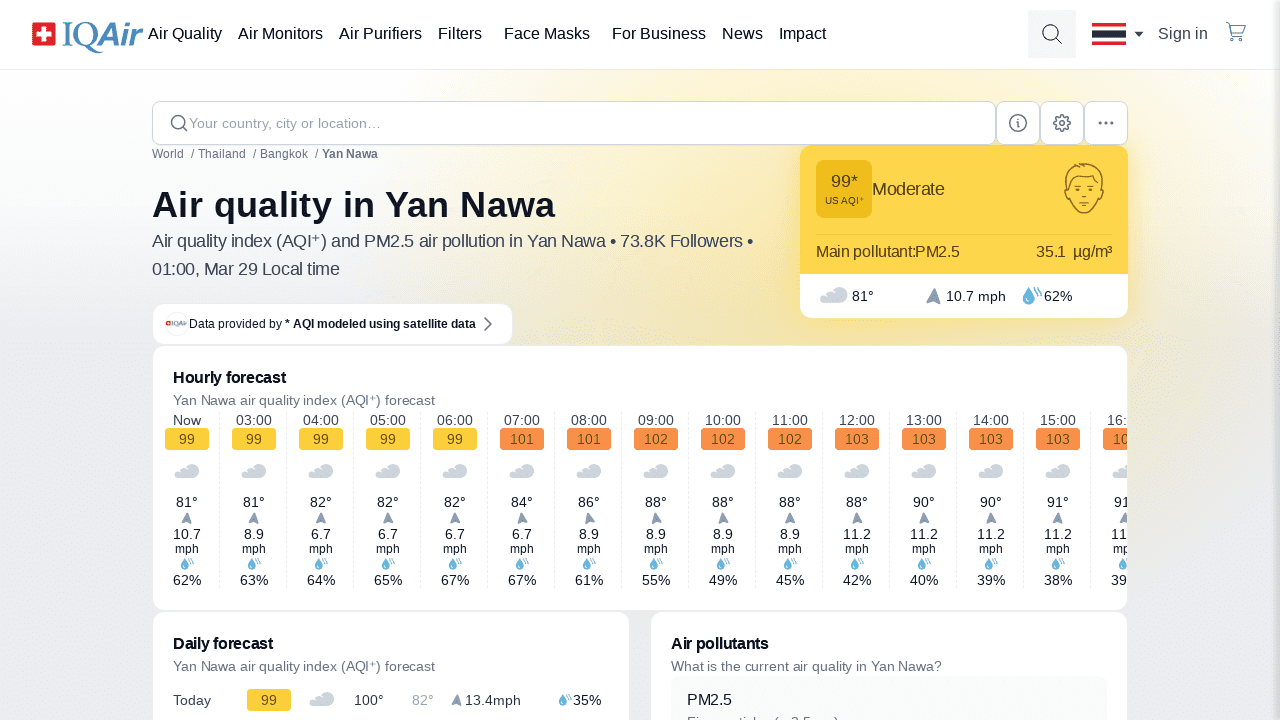 IQAir Air Quality Air Monitors Air Purifiers Filters Face Masks For Business News Impact Sign in
Your country, city or location…
World / Thailand / Bangkok / Yan Nawa
Air quality in Yan Nawa
Air quality index (AQI⁺) and PM2.5 air pollution in Yan Nawa • 73.8K Followers •
01:00, Mar 29 Local time
99*
US AQI⁺
Moderate
Main pollutant:PM2.5 35.1 µg/m³
81° 10.7 mph 62%
IQAir Data provided by * AQI modeled using satellite data
Hourly forecast
Yan Nawa air quality index (AQI⁺) forecast
Now 03:00 04:00 05:00 06:00 07:00 08:00 09:00 10:00 11:00 12:00 13:00 14:00 15:00 16:
99 99 99 99 99 101 101 102 102 102 103 103 103 103 10
81° 81° 82° 82° 82° 84° 86° 88° 88° 88° 88° 90° 90° 91° 91
10.7 8.9 6.7 6.7 6.7 6.7 8.9 8.9 8.9 8.9 11.2 11.2 11.2 11.2 11
mph mph mph mph mph mph mph mph mph mph mph mph mph mph mp
62% 63% 64% 65% 67% 67% 61% 55% 49% 45% 42% 40% 39% 38% 39
Daily forecast
Yan Nawa air quality index (AQI⁺) forecast
Today 99 100° 82° 13.4mph 35%
Air pollutants
What is the current air quality in Yan Nawa?
PM2.5